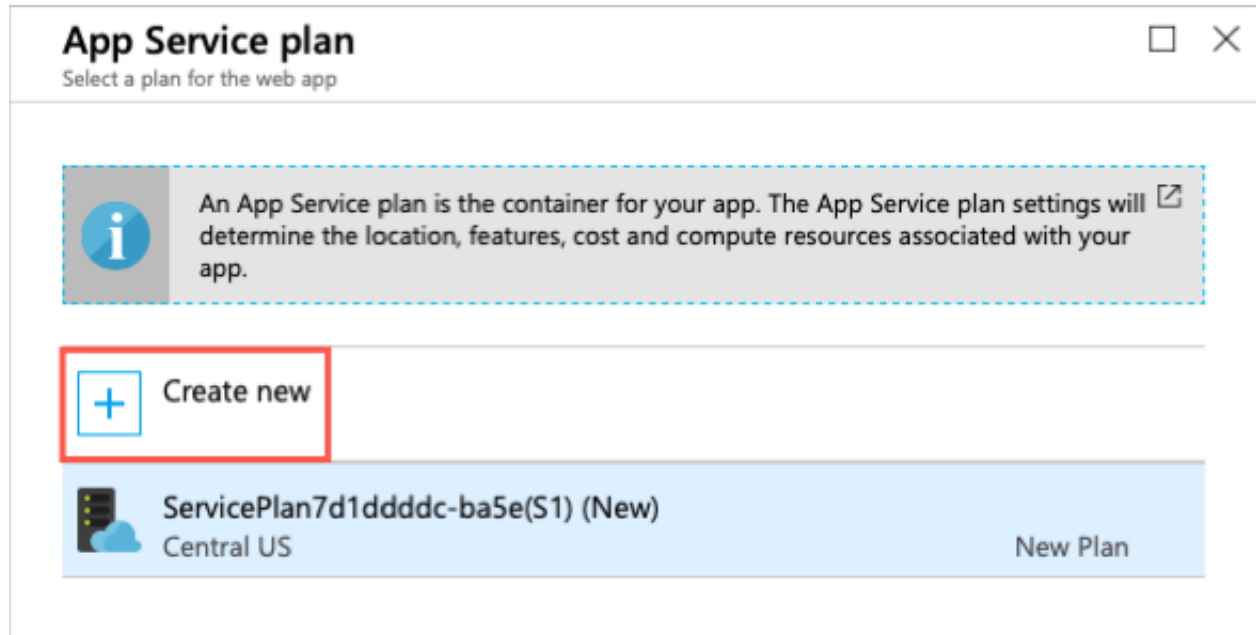 App Service plan
Select a plan for the web app
An App Service plan is the container for your app. The App Service plan settings will
determine the location, features, cost and compute resources associated with your
app.
Create new
ServicePlan7d1ddddc-ba5e(S1) (New)
Central US
New Plan